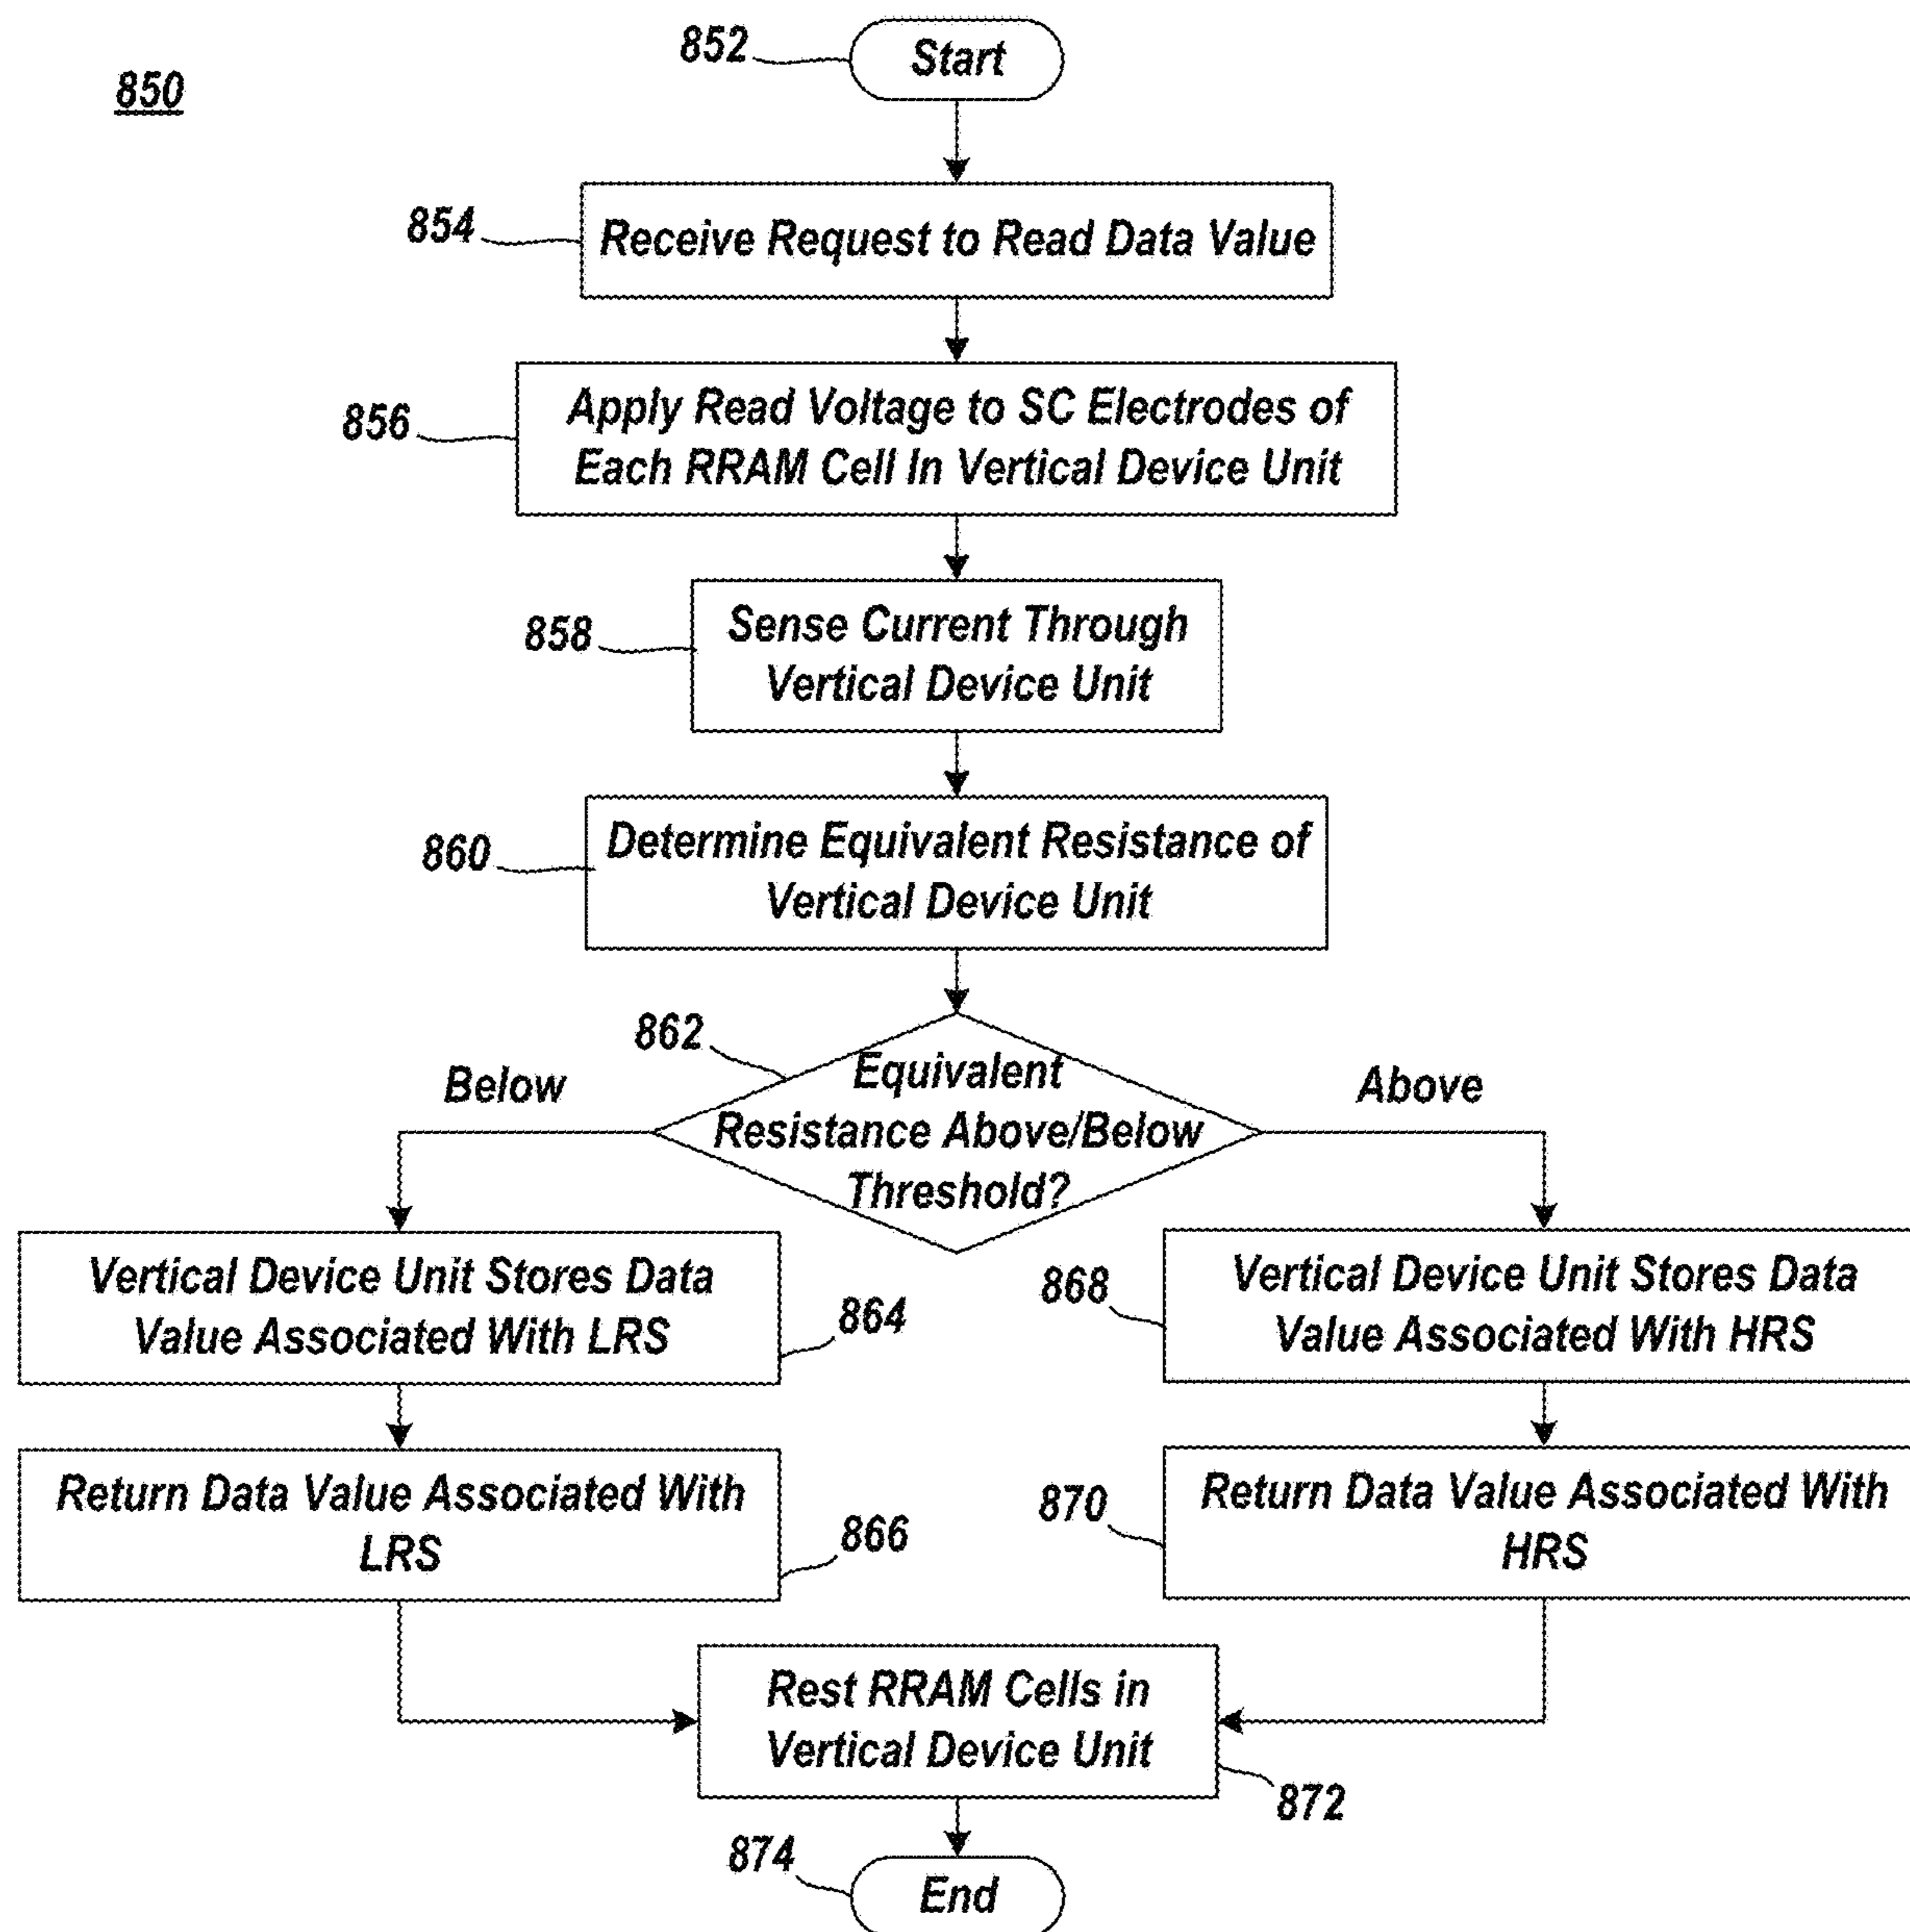 850
852
Start
854
Receive Request to Read Data Value
856
Apply Read Voltage to SC Electrodes of
Each RRAM Cell In Vertical Device Unit
858
Sense Current Through
Vertical Device Unit
860
Determine Equivalent Resistance of
Vertical Device Unit
862
Equivalent
Resistance Above/Below
Threshold?
Below
Above
Vertical Device Unit Stores Data
Value Associated With LRS
864
868
Vertical Device Unit Stores Data
Value Associated With HRS
Return Data Value Associated With
LRS
866
870
Return Data Value Associated With
HRS
Rest RRAM Cells in
Vertical Device Unit
872
874
End